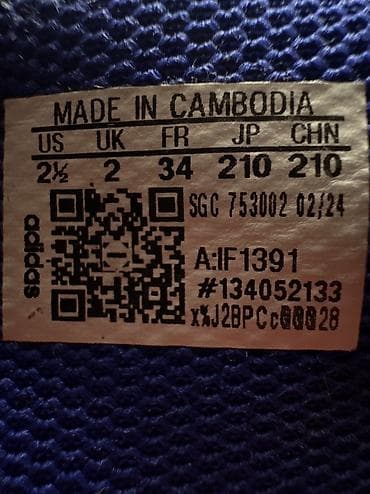 MADE IN CAMBODIA
US UK FR JP CHN
2½ 2 34 210 210
SGC 753002 02/24
adidas
A:IF1391
#134052133